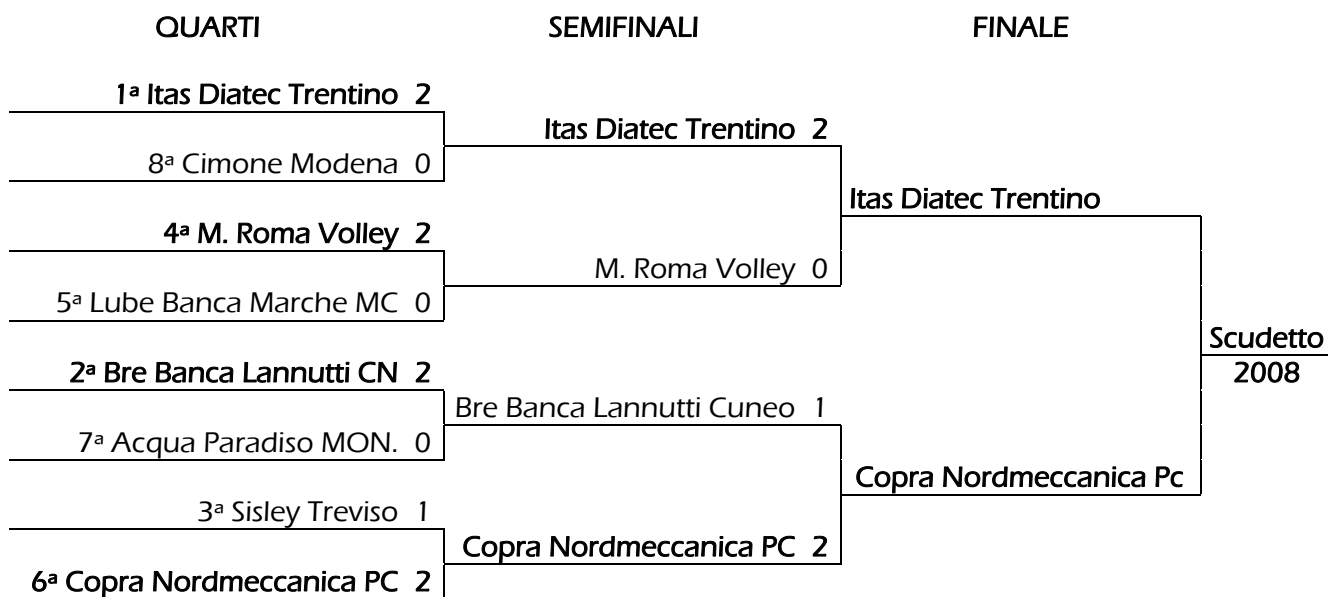 QUARTI SEMIFINALI FINALE
1ª Itas Diatec Trentino 2
Itas Diatec Trentino 2
8ª Cimone Modena 0
Itas Diatec Trentino
4ª M. Roma Volley 2
M. Roma Volley 0
5ª Lube Banca Marche MC 0
Scudetto
2008
2ª Bre Banca Lannutti CN 2
Bre Banca Lannutti Cuneo 1
7ª Acqua Paradiso MON. 0
Copra Nordmeccanica Pc
3ª Sisley Treviso 1
Copra Nordmeccanica PC 2
6ª Copra Nordmeccanica PC 2